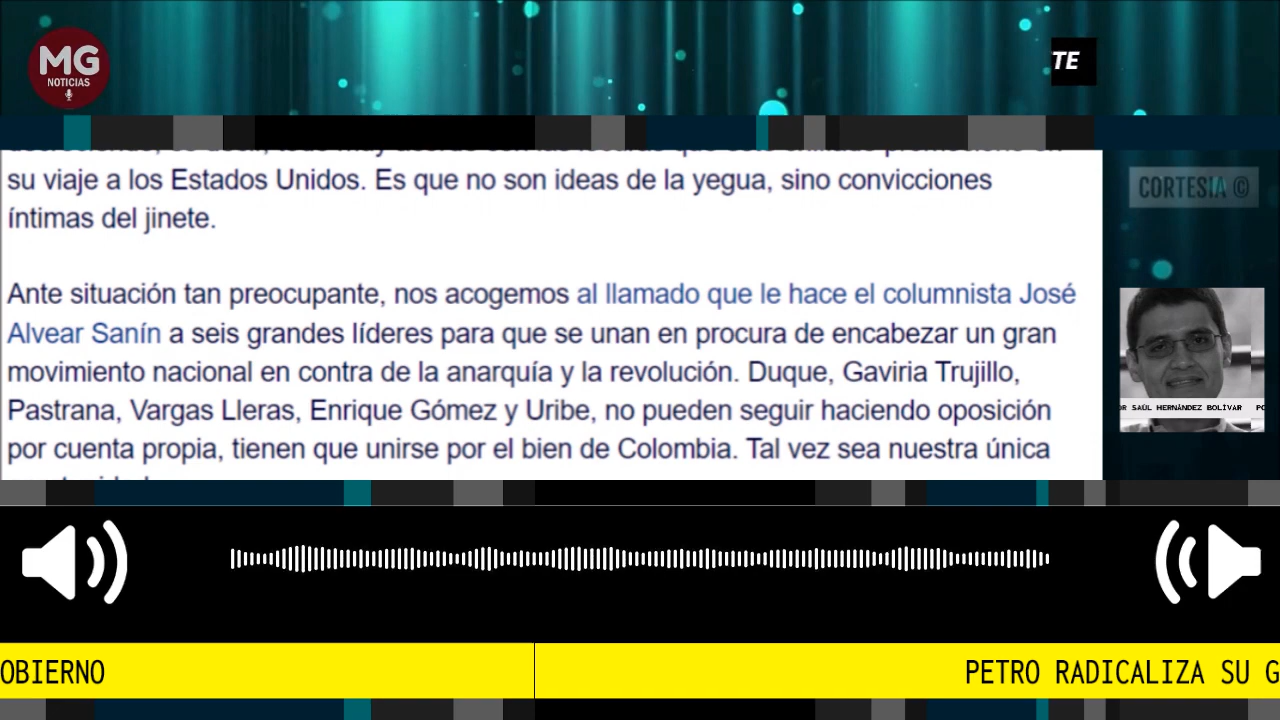 MG
NOTICIAS
TE
su viaje a los Estados Unidos. Es que no son ideas de la yegua, sino convicciones
íntimas del jinete.
CORTESIA ©
Ante situación tan preocupante, nos acogemos al llamado que le hace el columnista José
Alvear Sanín a seis grandes líderes para que se unan en procura de encabezar un gran
movimiento nacional en contra de la anarquía y la revolución. Duque, Gaviria Trujillo,
Pastrana, Vargas Lleras, Enrique Gómez y Uribe, no pueden seguir haciendo oposición
por cuenta propia, tienen que unirse por el bien de Colombia. Tal vez sea nuestra única
OR SAÚL HERNÁNDEZ BOLÍVAR PO
OBIERNO
PETRO RADICALIZA SU G